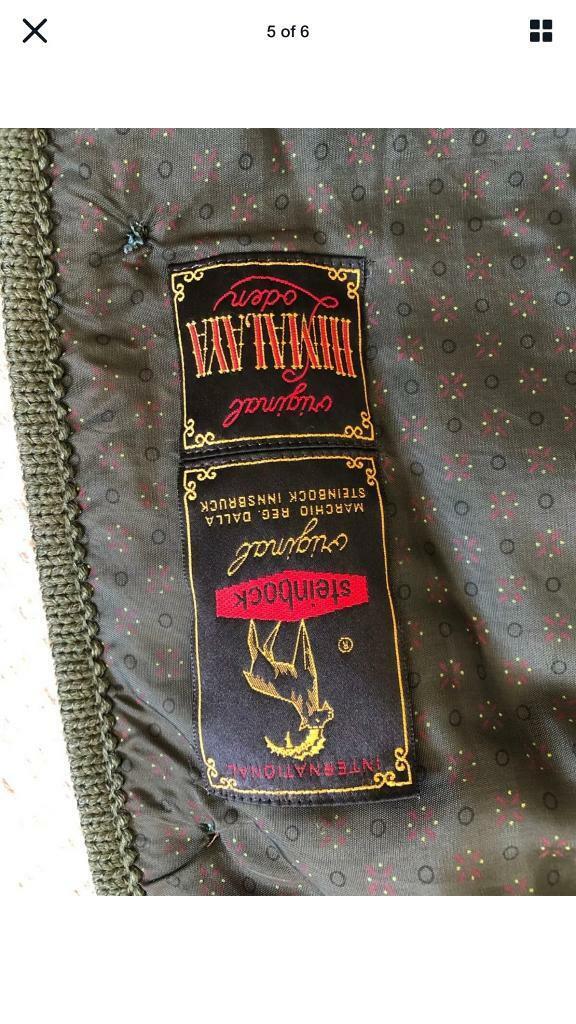 5 of 6
INTERNATIONAL
®
steinbock
original
MARCHIO REG. DALLA
STEINBOCK INNSBRUCK
original
HIMALAYA
Loden